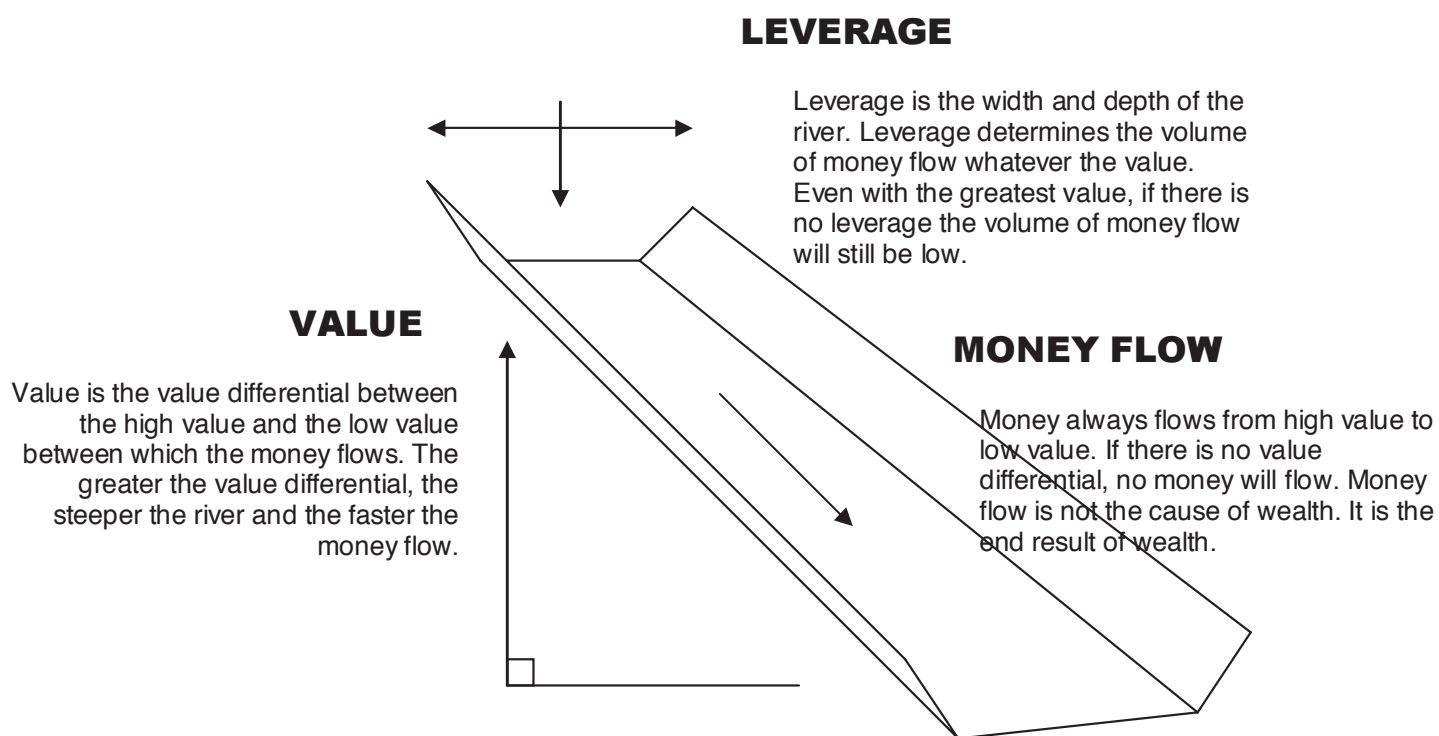 LEVERAGE
Leverage is the width and depth of the
river. Leverage determines the volume
of money flow whatever the value.
Even with the greatest value, if there is
no leverage the volume of money flow
will still be low.
VALUE
Value is the value differential between
the high value and the low value
between which the money flows. The
greater the value differential, the
steeper the river and the faster the
money flow.
MONEY FLOW
Money always flows from high value to
low value. If there is no value
differential, no money will flow. Money
flow is not the cause of wealth. It is the
end result of wealth.